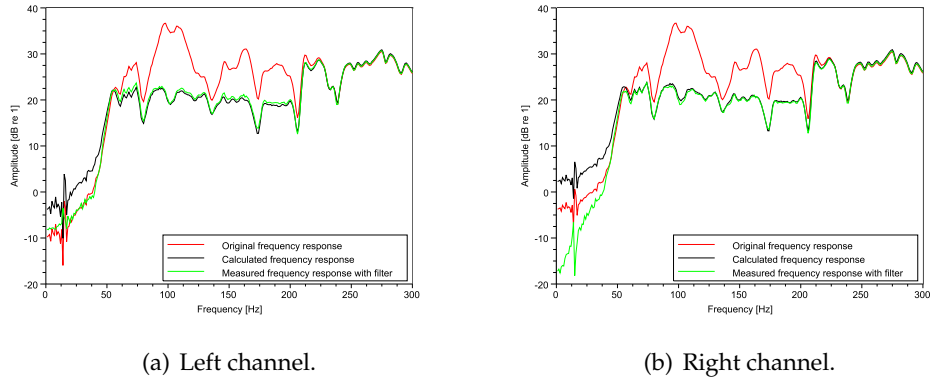 40
30
20
10
0
-10
-20
Amplitude [dB re 1]
Original frequency response
Calculated frequency response
Measured frequency response with filter
0 50 100 150 200 250 300
Frequency [Hz]
(a) Left channel.
40
30
20
10
0
-10
-20
Amplitude [dB re 1]
Original frequency response
Calculated frequency response
Measured frequency response with filter
0 50 100 150 200 250 300
Frequency [Hz]
(b) Right channel.